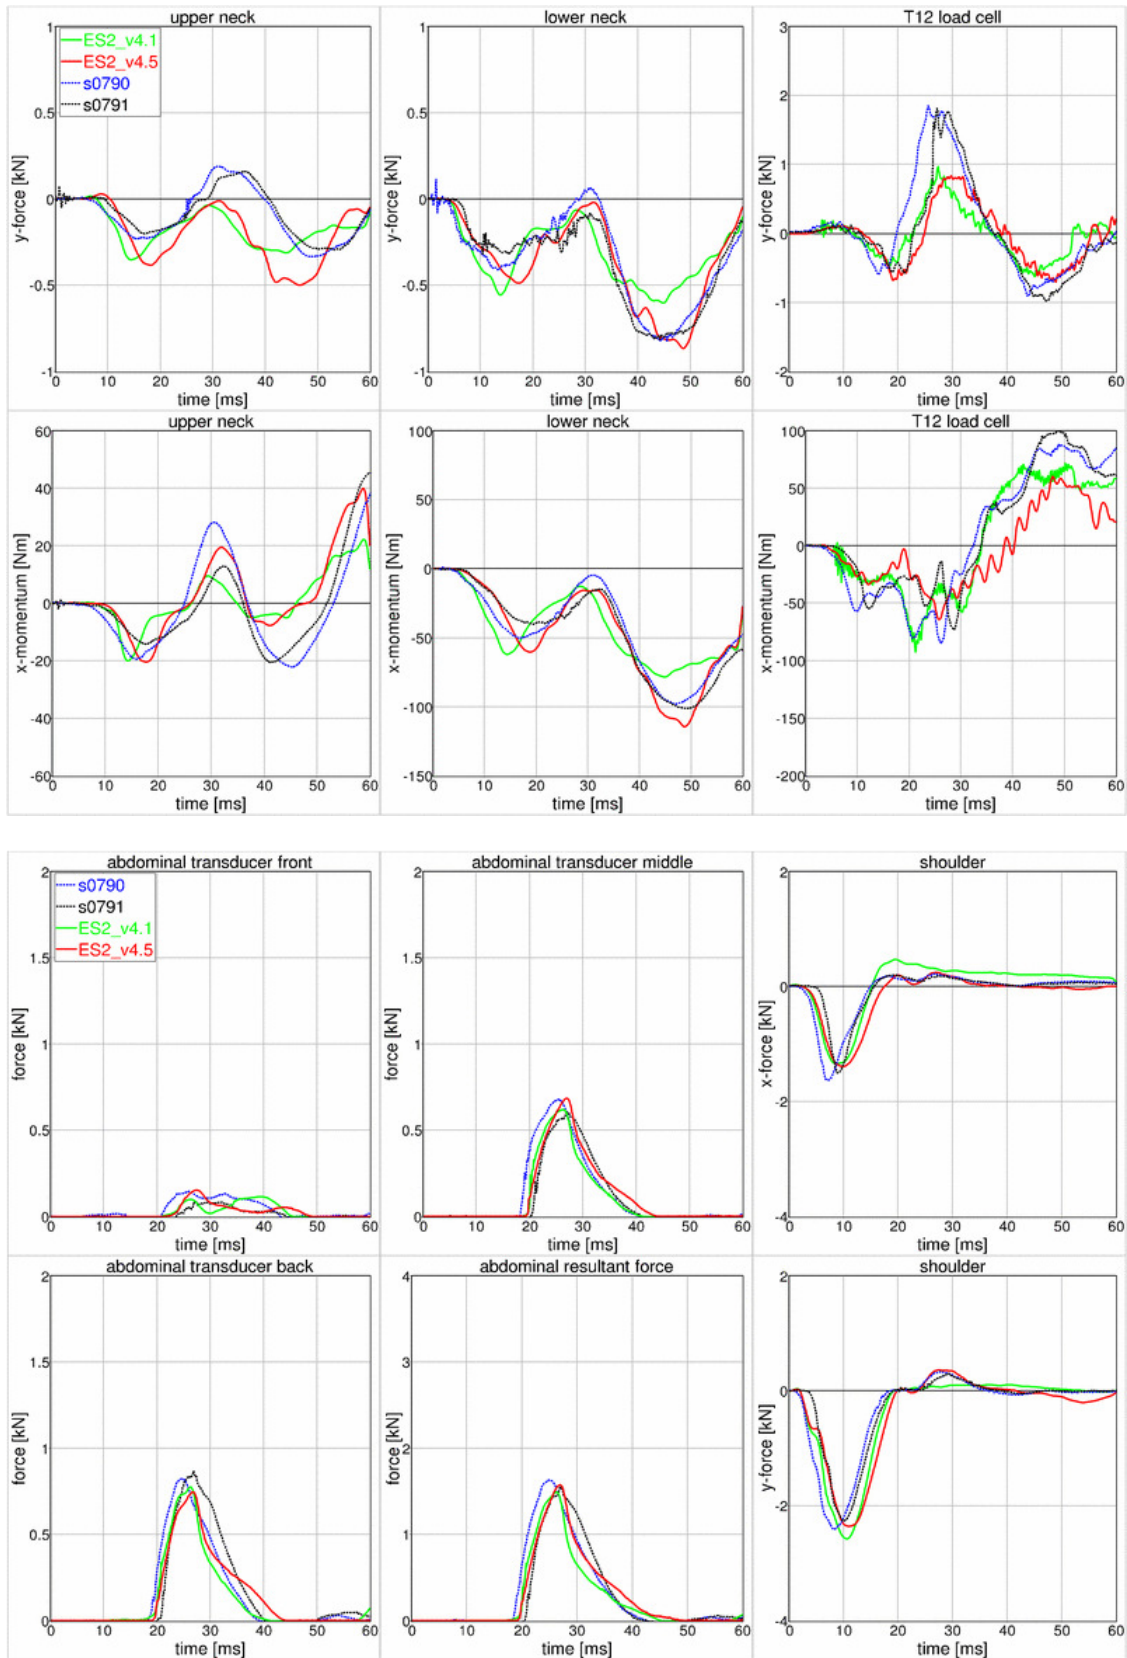 upper neck
lower neck
T12 load cell
ES2_v4.1
ES2_v4.5
s0790
s0791
y-force [kN]
1
0.5
0
-0.5
-1
0 10 20 30 40 50 60
time [ms]
y-force [kN]
1
0.5
0
-0.5
-1
0 10 20 30 40 50 60
time [ms]
y-force [kN]
3
2
1
0
-1
-2
0 10 20 30 40 50 60
time [ms]
upper neck
lower neck
T12 load cell
x-momentum [Nm]
60
40
20
0
-20
-40
-60
0 10 20 30 40 50 60
time [ms]
x-momentum [Nm]
100
50
0
-50
-100
-150
0 10 20 30 40 50 60
time [ms]
x-momentum [Nm]
100
50
0
-50
-100
-150
-200
0 10 20 30 40 50 60
time [ms]
abdominal transducer front
abdominal transducer middle
shoulder
s0790
s0791
ES2_v4.1
ES2_v4.5
force [kN]
2
1.5
1
0.5
0
0 10 20 30 40 50 60
time [ms]
force [kN]
2
1.5
1
0.5
0
0 10 20 30 40 50 60
time [ms]
x-force [kN]
2
0
-2
-4
0 10 20 30 40 50 60
time [ms]
abdominal transducer back
abdominal resultant force
shoulder
force [kN]
2
1.5
1
0.5
0
0 10 20 30 40 50 60
time [ms]
force [kN]
4
3
2
1
0
0 10 20 30 40 50 60
time [ms]
y-force [kN]
2
0
-2
-4
0 10 20 30 40 50 60
time [ms]